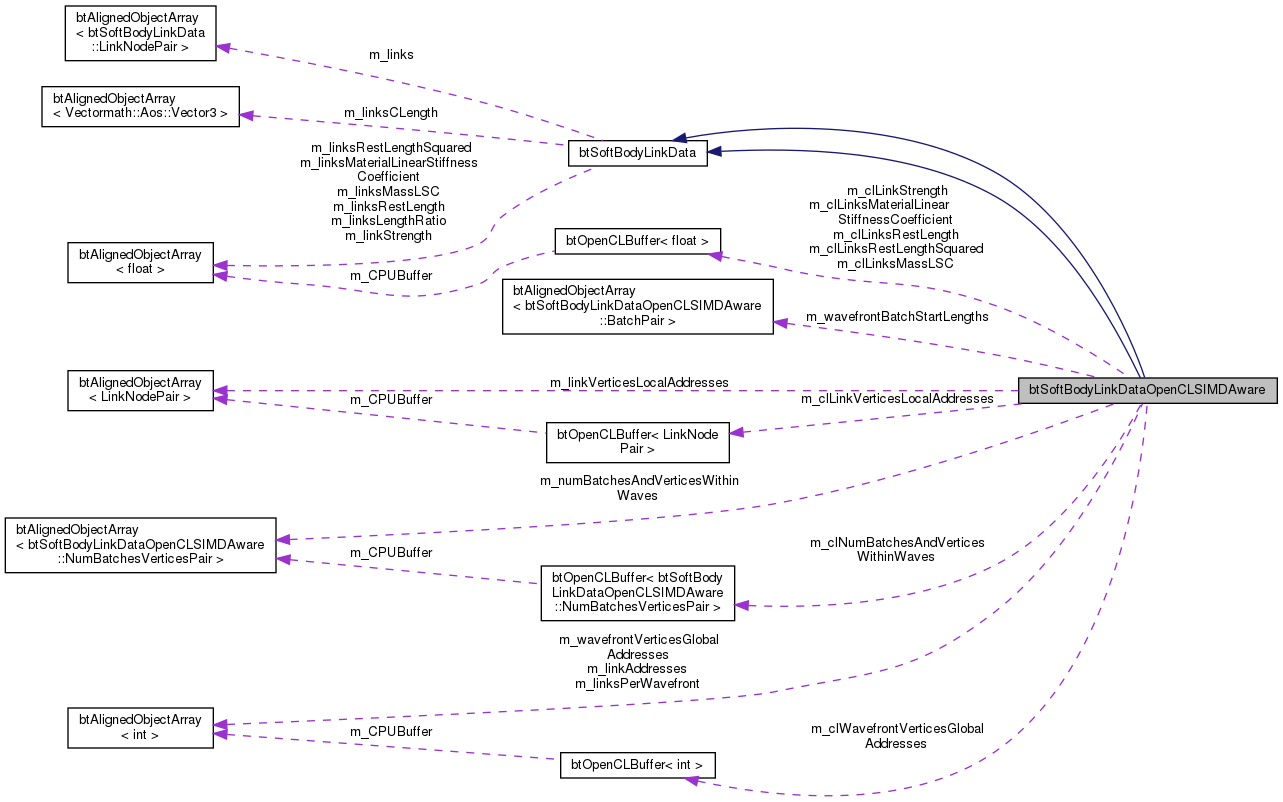 btAlignedObjectArray
< btSoftBodyLinkData
::LinkNodePair >
m_links
btAlignedObjectArray
< Vectormath::Aos::Vector3 >
m_linksCLength
btSoftBodyLinkData
m_linksRestLengthSquared
m_linksMaterialLinearStiffness
Coefficient
m_linksMassLSC
m_linksRestLength
m_linksLengthRatio
m_linkStrength
m_clLinkStrength
m_clLinksMaterialLinear
StiffnessCoefficient
m_clLinksRestLength
m_clLinksRestLengthSquared
m_clLinksMassLSC
btAlignedObjectArray
< float >
btOpenCLBuffer< float >
m_CPUBuffer
btAlignedObjectArray
< btSoftBodyLinkDataOpenCLSIMDAware
::BatchPair >
m_wavefrontBatchStartLengths
btAlignedObjectArray
< LinkNodePair >
m_linkVerticesLocalAddresses
btSoftBodyLinkDataOpenCLSIMDAware
m_CPUBuffer
m_clLinkVerticesLocalAddresses
btOpenCLBuffer< LinkNode
Pair >
m_numBatchesAndVerticesWithin
Waves
btAlignedObjectArray
< btSoftBodyLinkDataOpenCLSIMDAware
::NumBatchesVerticesPair >
m_CPUBuffer
m_clNumBatchesAndVertices
WithinWaves
btOpenCLBuffer< btSoftBody
LinkDataOpenCLSIMDAware
::NumBatchesVerticesPair >
m_wavefrontVerticesGlobal
Addresses
m_linkAddresses
m_linksPerWavefront
btAlignedObjectArray
< int >
m_CPUBuffer
m_clWavefrontVerticesGlobal
Addresses
btOpenCLBuffer< int >